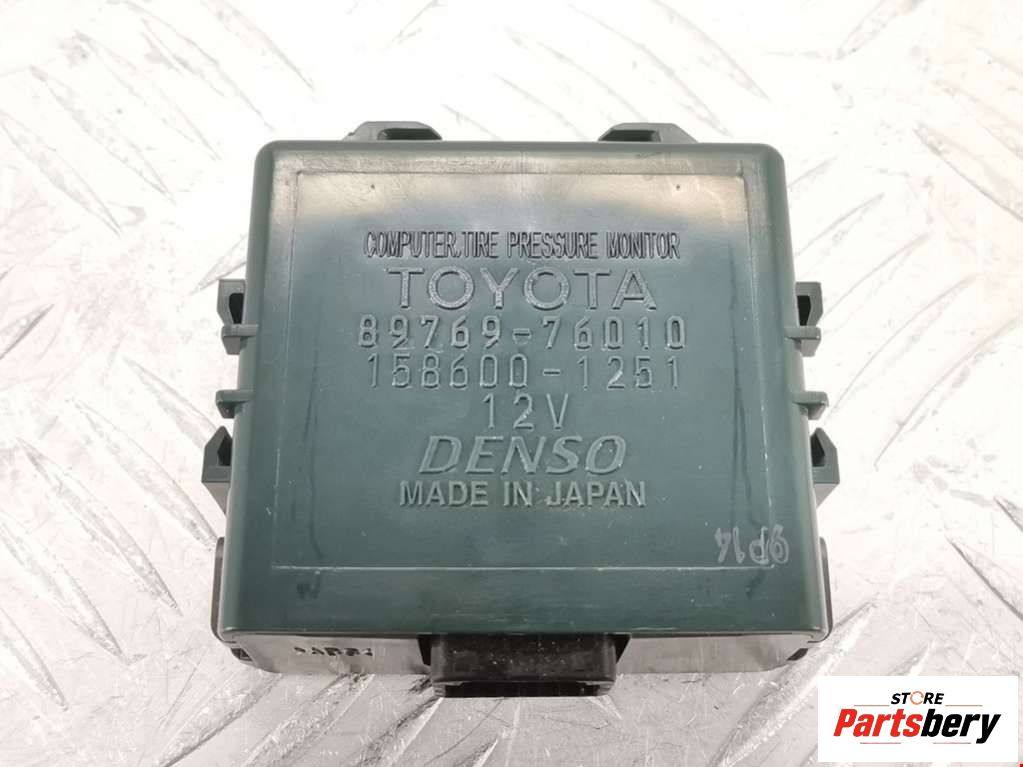 COMPUTER.TIRE PRESSURE MONITOR
TOYOTA
89769-76010
158600-1251
12V
DENSO
MADE IN JAPAN
9P14
STORE
Partsbery